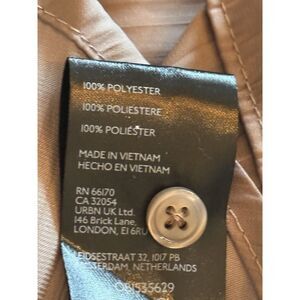 100% POLYESTER
100% POLIESTERE
100% POLIÉSTER
MADE IN VIETNAM
HECHO EN VIETNAM
RN 66170
CA 32054
URBN UK Ltd.
146 Brick Lane,
LONDON, E1 6RU
LEIDSESTRAAT 32, 1017 PB
AMSTERDAM, NETHERLANDS